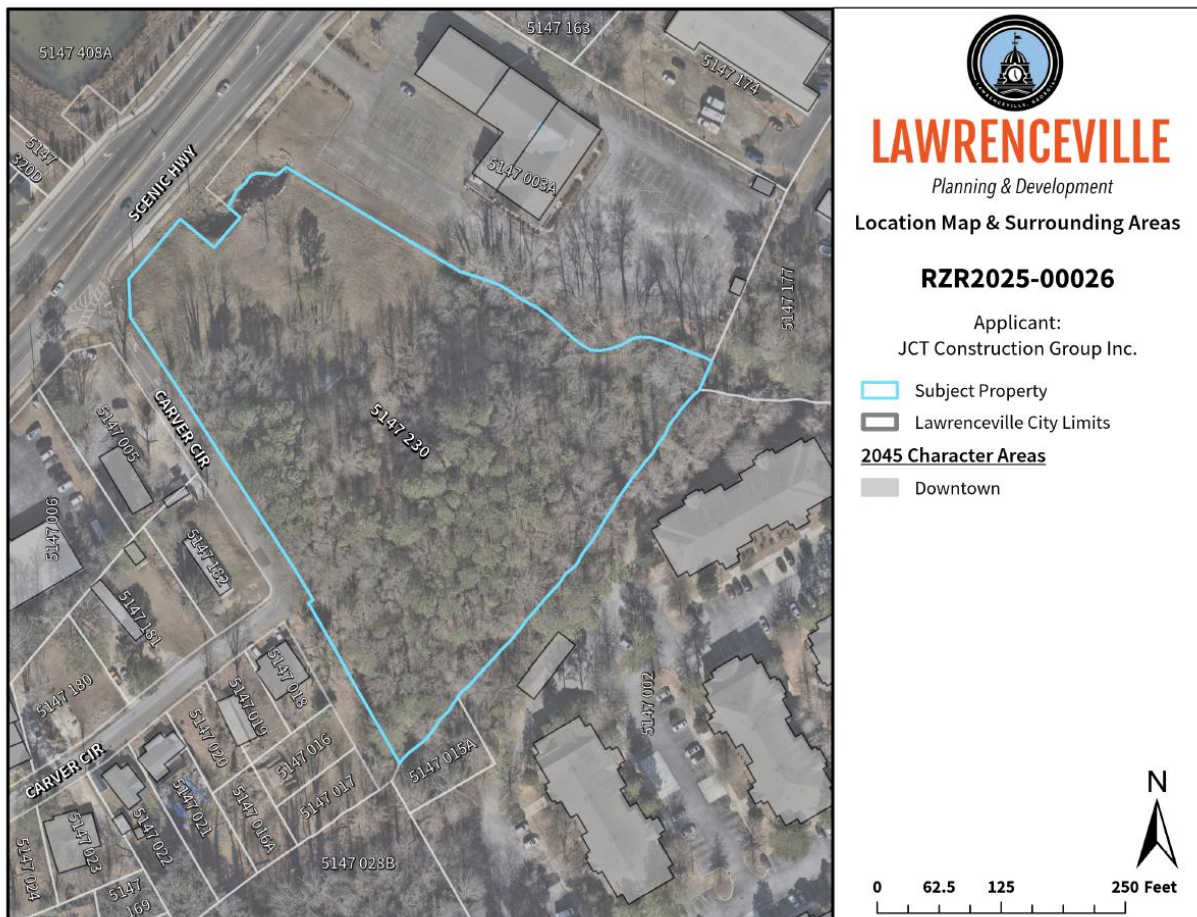 5147 408A
5147 163
5147 174
5147
320D
SCENIC HWY
5147 003A
5147 177
5147 230
CARVER CIR
5147 005
5147 006
5147 182
5147 181
5147 180
5147 018
5147 019
5147 020
5147 016
5147 017
5147 015A
5147 002
CARVER CIR
5147 021
5147 016A
5147 022
5147 023
5147 024
5147
169
5147 028B
LAWRENCEVILLE, GEORGIA
LAWRENCEVILLE
Planning & Development
Location Map & Surrounding Areas
RZR2025-00026
Applicant:
JCT Construction Group Inc.
Subject Property
Lawrenceville City Limits
2045 Character Areas
Downtown
N
0 62.5 125 250 Feet